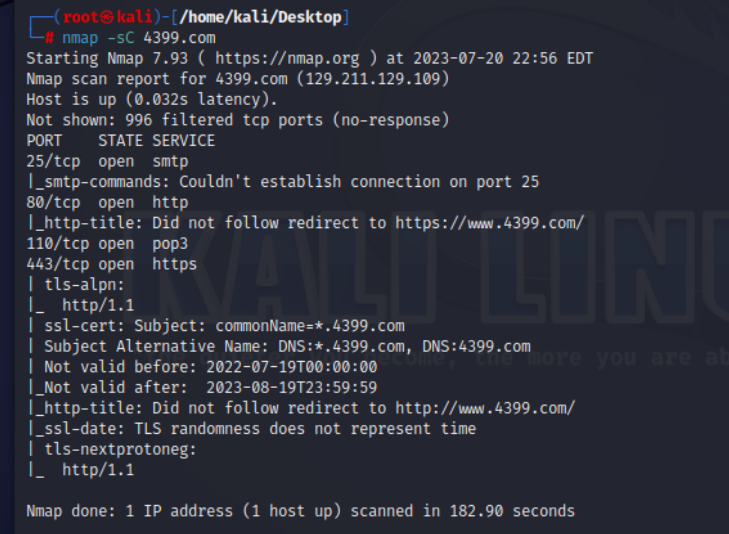 (root㉿kali)-[/home/kali/Desktop]
# nmap -sC 4399.com
Starting Nmap 7.93 ( https://nmap.org ) at 2023-07-20 22:56 EDT
Nmap scan report for 4399.com (129.211.129.109)
Host is up (0.032s latency).
Not shown: 996 filtered tcp ports (no-response)
PORT    STATE SERVICE
25/tcp  open  smtp
|_smtp-commands: Couldn't establish connection on port 25
80/tcp  open  http
|_http-title: Did not follow redirect to https://www.4399.com/
110/tcp open  pop3
443/tcp open  https
| tls-alpn:
|_  http/1.1
| ssl-cert: Subject: commonName=*.4399.com
| Subject Alternative Name: DNS:*.4399.com, DNS:4399.com
| Not valid before: 2022-07-19T00:00:00
|_Not valid after:  2023-08-19T23:59:59
|_http-title: Did not follow redirect to http://www.4399.com/
|_ssl-date: TLS randomness does not represent time
| tls-nextprotoneg:
|_  http/1.1
Nmap done: 1 IP address (1 host up) scanned in 182.90 seconds
KALI LINU
the more you are ab